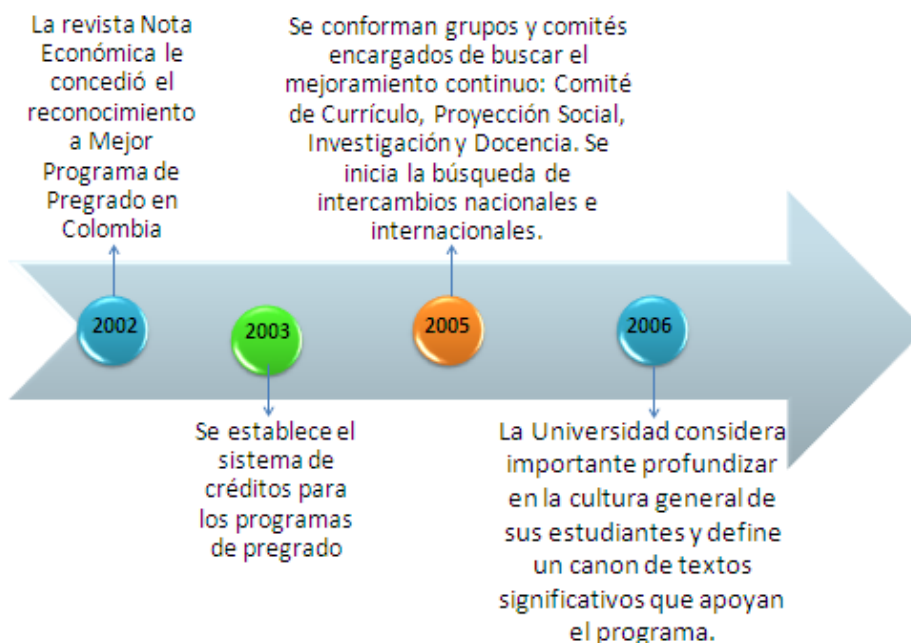 La revista Nota
Económica le
concedió el
reconocimiento
a Mejor
Programa de
Pregrado en
Colombia
Se conforman grupos y comités
encargados de buscar el
mejoramiento continuo: Comité
de Currículo, Proyección Social,
Investigación y Docencia. Se
inicia la búsqueda de
intercambios nacionales e
internacionales.
2002
2003
2005
2006
Se establece el
sistema de
créditos para
los programas
de pregrado
La Universidad considera
importante profundizar
en la cultura general de
sus estudiantes y define
un canon de textos
significativos que apoyan
el programa.